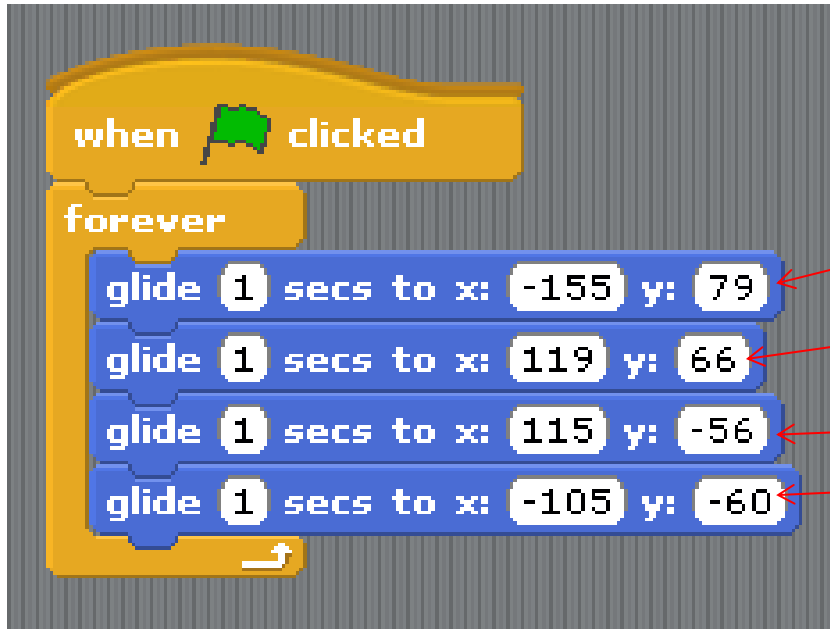 when clicked
forever
glide 1 secs to x: -155 y: 79
glide 1 secs to x: 119 y: 66
glide 1 secs to x: 115 y: -56
glide 1 secs to x: -105 y: -60